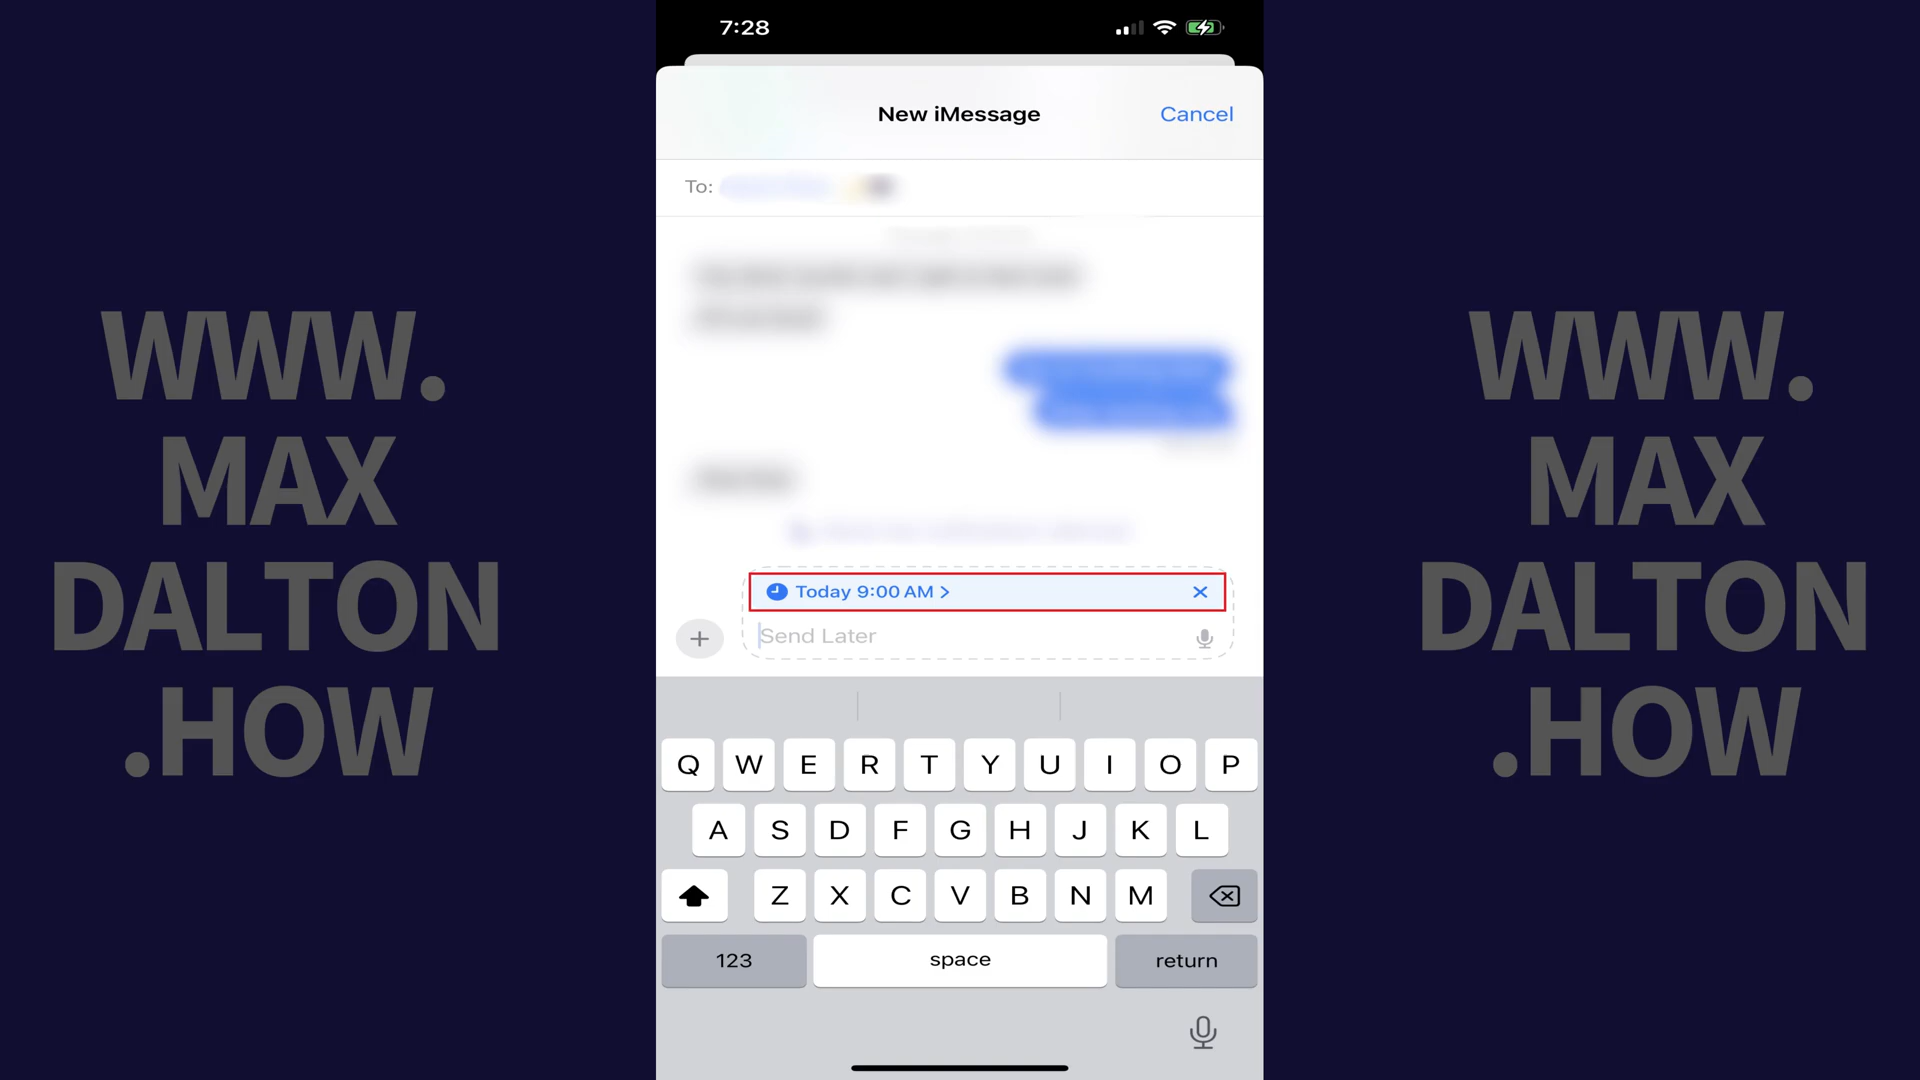 7:28
New iMessage
Cancel
To:
Today 9:00 AM >
Send Later
Q W E R T Y U I O P
A S D F G H J K L
Z X C V B N M
123
space
return
WWW.
MAX
DALTON
.HOW
WWW.
MAX
DALTON
.HOW